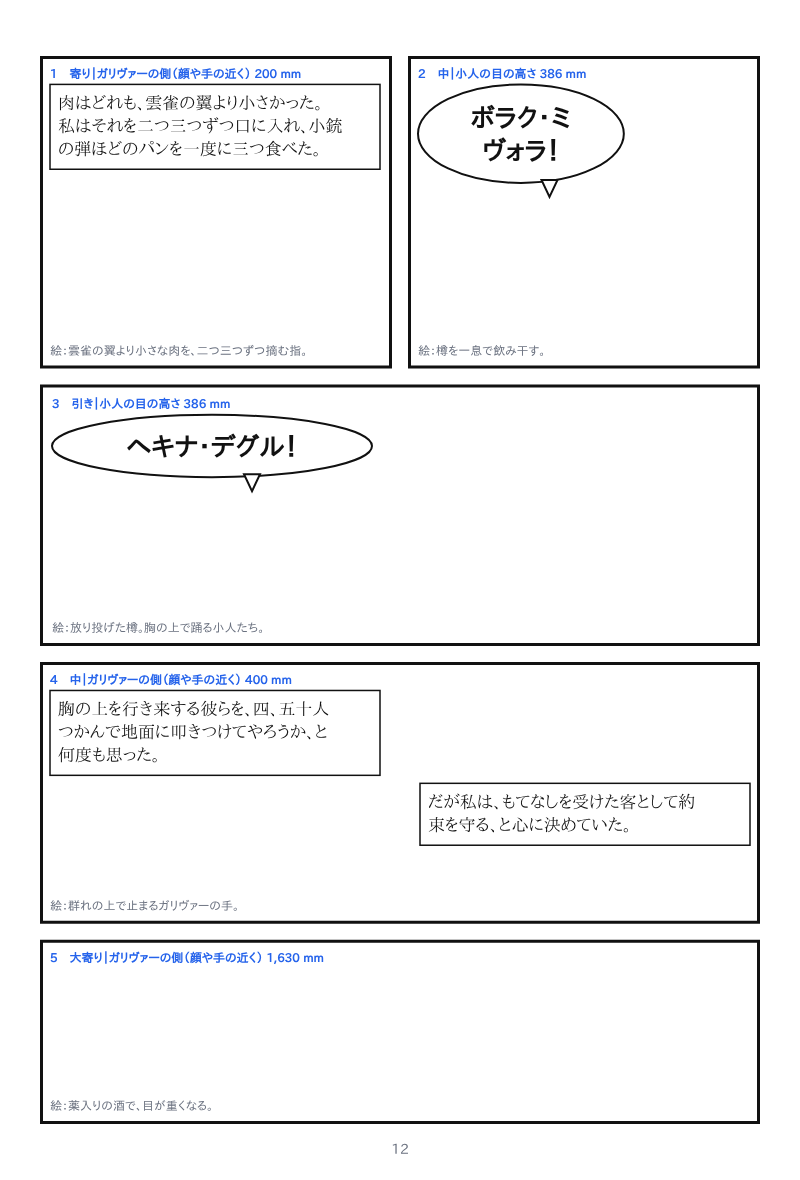 1 寄り|ガリヴァーの側(顔や手の近く) 200 mm
肉はどれも、雲雀の翼より小さかった。
私はそれを二つ三つずつ口に入れ、小銃
の弾ほどのパンを一度に三つ食べた。
絵:雲雀の翼より小さな肉を、二つ三つずつ摘む指。
2 中|小人の目の高さ 386 mm
ボラク・ミ
ヴォラ!
絵:樽を一息で飲み干す。
3 引き|小人の目の高さ 386 mm
ヘキナ・デグル!
絵:放り投げた樽。胸の上で踊る小人たち。
4 中|ガリヴァーの側(顔や手の近く) 400 mm
胸の上を行き来する彼らを、四、五十人
つかんで地面に叩きつけてやろうか、と
何度も思った。
だが私は、もてなしを受けた客として約
束を守る、と心に決めていた。
絵:群れの上で止まるガリヴァーの手。
5 大寄り|ガリヴァーの側(顔や手の近く) 1,630 mm
絵:薬入りの酒で、目が重くなる。
12